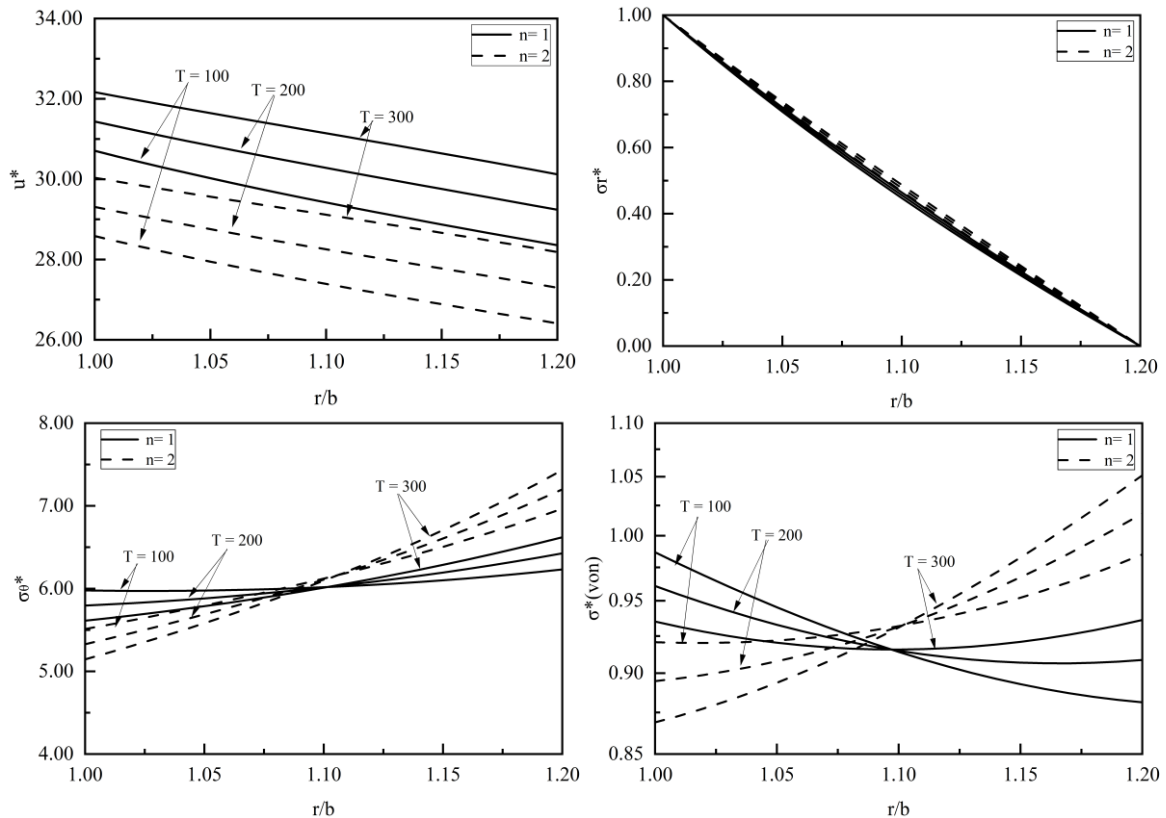 34.00
n= 1
n= 2
T = 100
T = 200
T = 300
32.00
30.00
28.00
26.00
u*
1.00
1.05
1.10
1.15
1.20
r/b
1.00
n= 1
n= 2
0.80
0.60
0.40
0.20
0.00
σr*
1.00
1.05
1.10
1.15
1.20
r/b
8.00
n= 1
n= 2
T = 300
T = 200
T = 100
7.00
6.00
5.00
4.00
σθ*
1.00
1.05
1.10
1.15
1.20
r/b
1.10
n= 1
n= 2
T = 100
T = 200
T = 300
1.05
1.00
0.95
0.90
0.85
σ*(von)
1.00
1.05
1.10
1.15
1.20
r/b